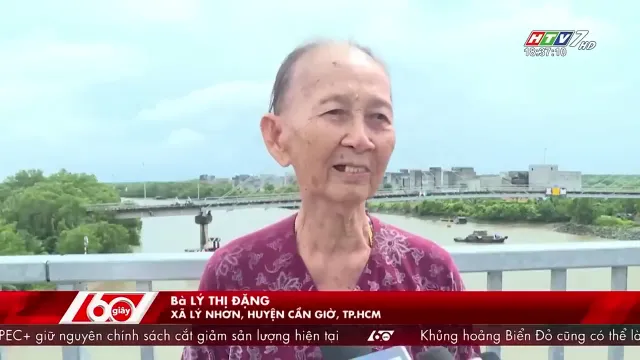 HTV7 HD
18:37:10
60 giây
Bà LÝ THỊ ĐẶNG
XÃ LÝ NHƠN, HUYỆN CẦN GIỜ, TP.HCM
PEC+ giữ nguyên chính sách cắt giảm sản lượng hiện tại 60giây Khủng hoảng Biển Đỏ cũng có thể l